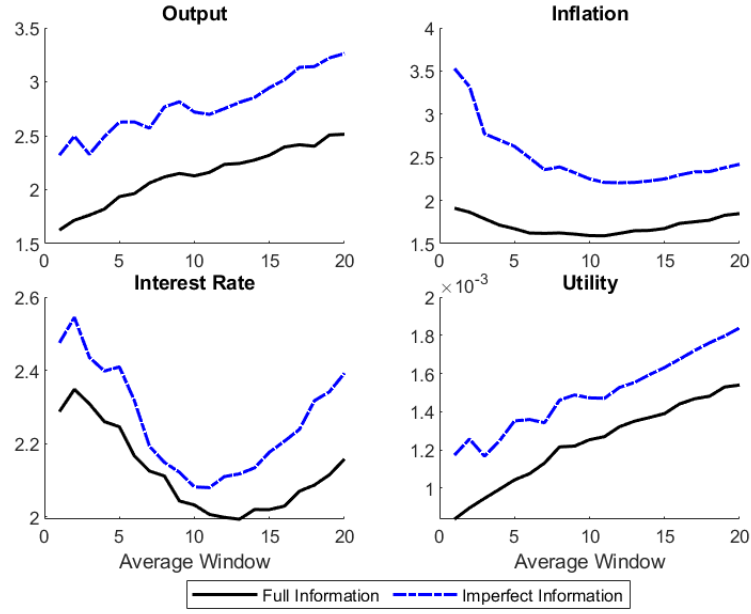 Output
3.5
3
2.5
2
1.5
0 5 10 15 20
Inflation
4
3.5
3
2.5
2
1.5
0 5 10 15 20
Interest Rate
2.6
2.4
2.2
2
0 5 10 15 20
Average Window
Utility
×10⁻³
2
1.8
1.6
1.4
1.2
1
0 5 10 15 20
Average Window
Full Information Imperfect Information